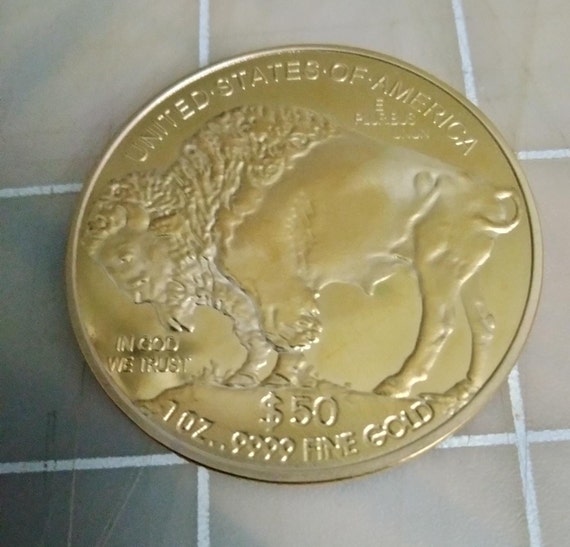 UNITED·STATES·OF·AMERICA
E
PLURIBUS
UNUM
IN GOD
WE TRUST
$50
1 OZ..9999 FINE GOLD